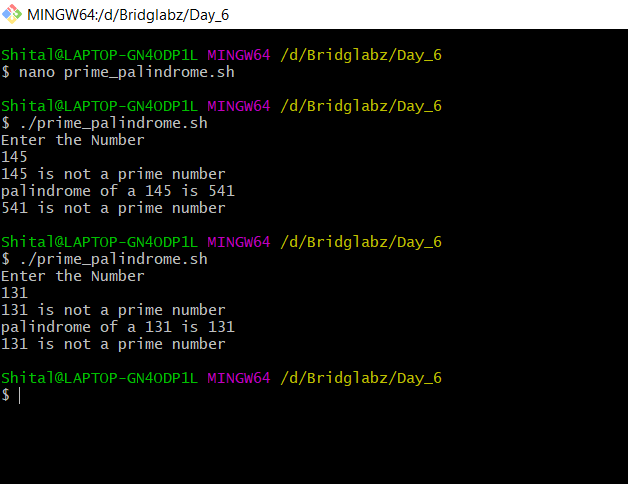 MINGW64:/d/Bridglabz/Day_6
Shital@LAPTOP-GN4ODP1L MINGW64 /d/Bridglabz/Day_6
$ nano prime_palindrome.sh
Shital@LAPTOP-GN4ODP1L MINGW64 /d/Bridglabz/Day_6
$ ./prime_palindrome.sh
Enter the Number
145
145 is not a prime number
palindrome of a 145 is 541
541 is not a prime number
Shital@LAPTOP-GN4ODP1L MINGW64 /d/Bridglabz/Day_6
$ ./prime_palindrome.sh
Enter the Number
131
131 is not a prime number
palindrome of a 131 is 131
131 is not a prime number
Shital@LAPTOP-GN4ODP1L MINGW64 /d/Bridglabz/Day_6
$